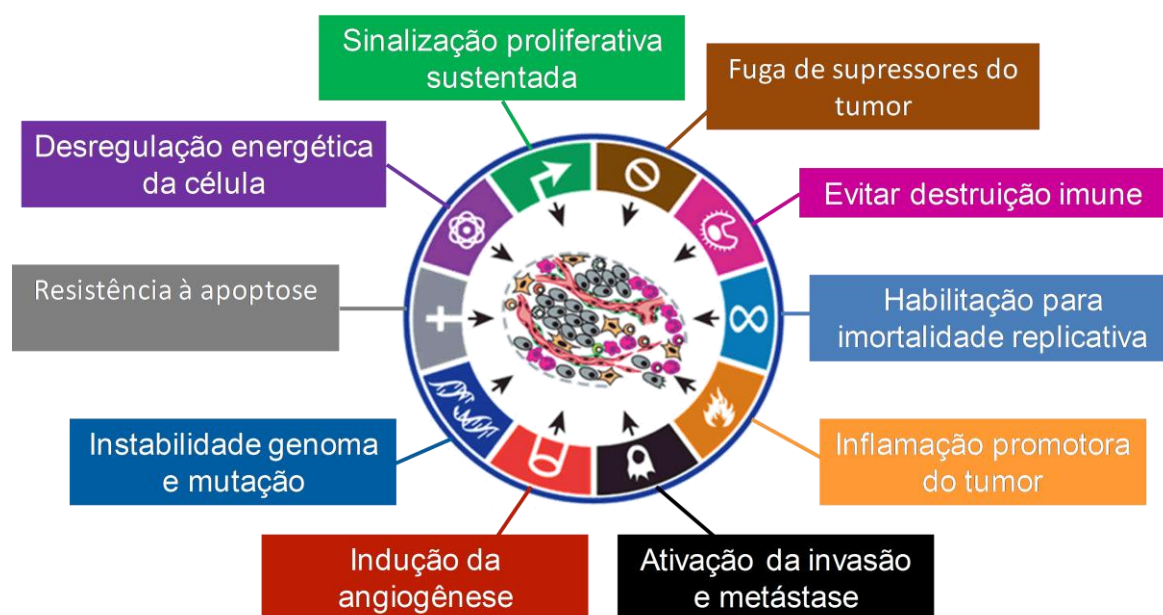 Sinalização proliferativa
sustentada
Fuga de supressores do
tumor
Desregulação energética
da célula
Evitar destruição imune
Resistência à apoptose
Habilitação para
imortalidade replicativa
Instabilidade genoma
e mutação
Inflamação promotora
do tumor
Indução da
angiogênese
Ativação da invasão
e metástase